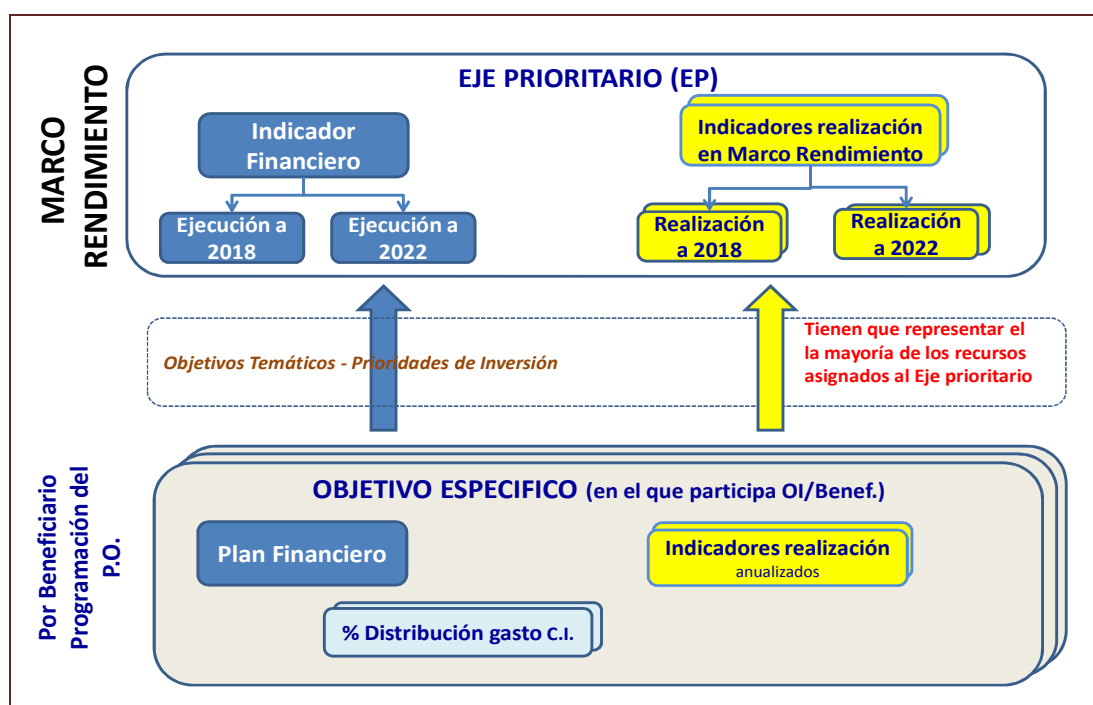 MARCO
RENDIMIENTO
EJE PRIORITARIO (EP)
Indicador
Financiero
Ejecución a
2018
Ejecución a
2022
Indicadores realización
en Marco Rendimiento
Realización
a 2018
Realización
a 2022
Objetivos Temáticos - Prioridades de Inversión
Tienen que representar el
la mayoría de los recursos
asignados al Eje prioritario
Por Beneficiario
Programación del
P.O.
OBJETIVO ESPECIFICO (en el que participa OI/Benef.)
Plan Financiero
Indicadores realización
anualizados
% Distribución gasto C.I.